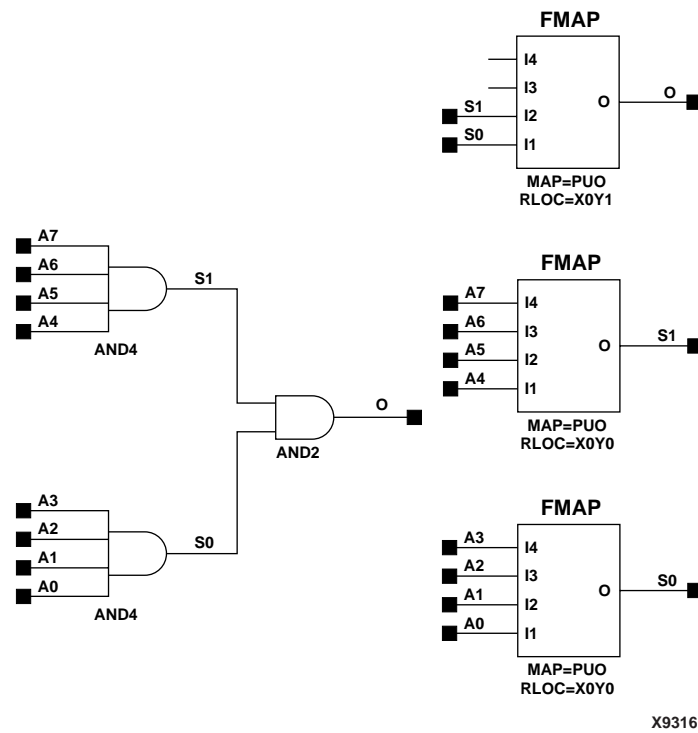 FMAP
I4
I3
S1 I2 O O
S0 I1
MAP=PUO
RLOC=X0Y1
A7
A6 S1
A5
A4
AND4
FMAP
A7 I4
A6 I3
A5 I2 O S1
A4 I1
MAP=PUO
RLOC=X0Y0
O
AND2
A3
A2
A1 S0
A0
AND4
FMAP
A3 I4
A2 I3
A1 I2 O S0
A0 I1
MAP=PUO
RLOC=X0Y0
X9316